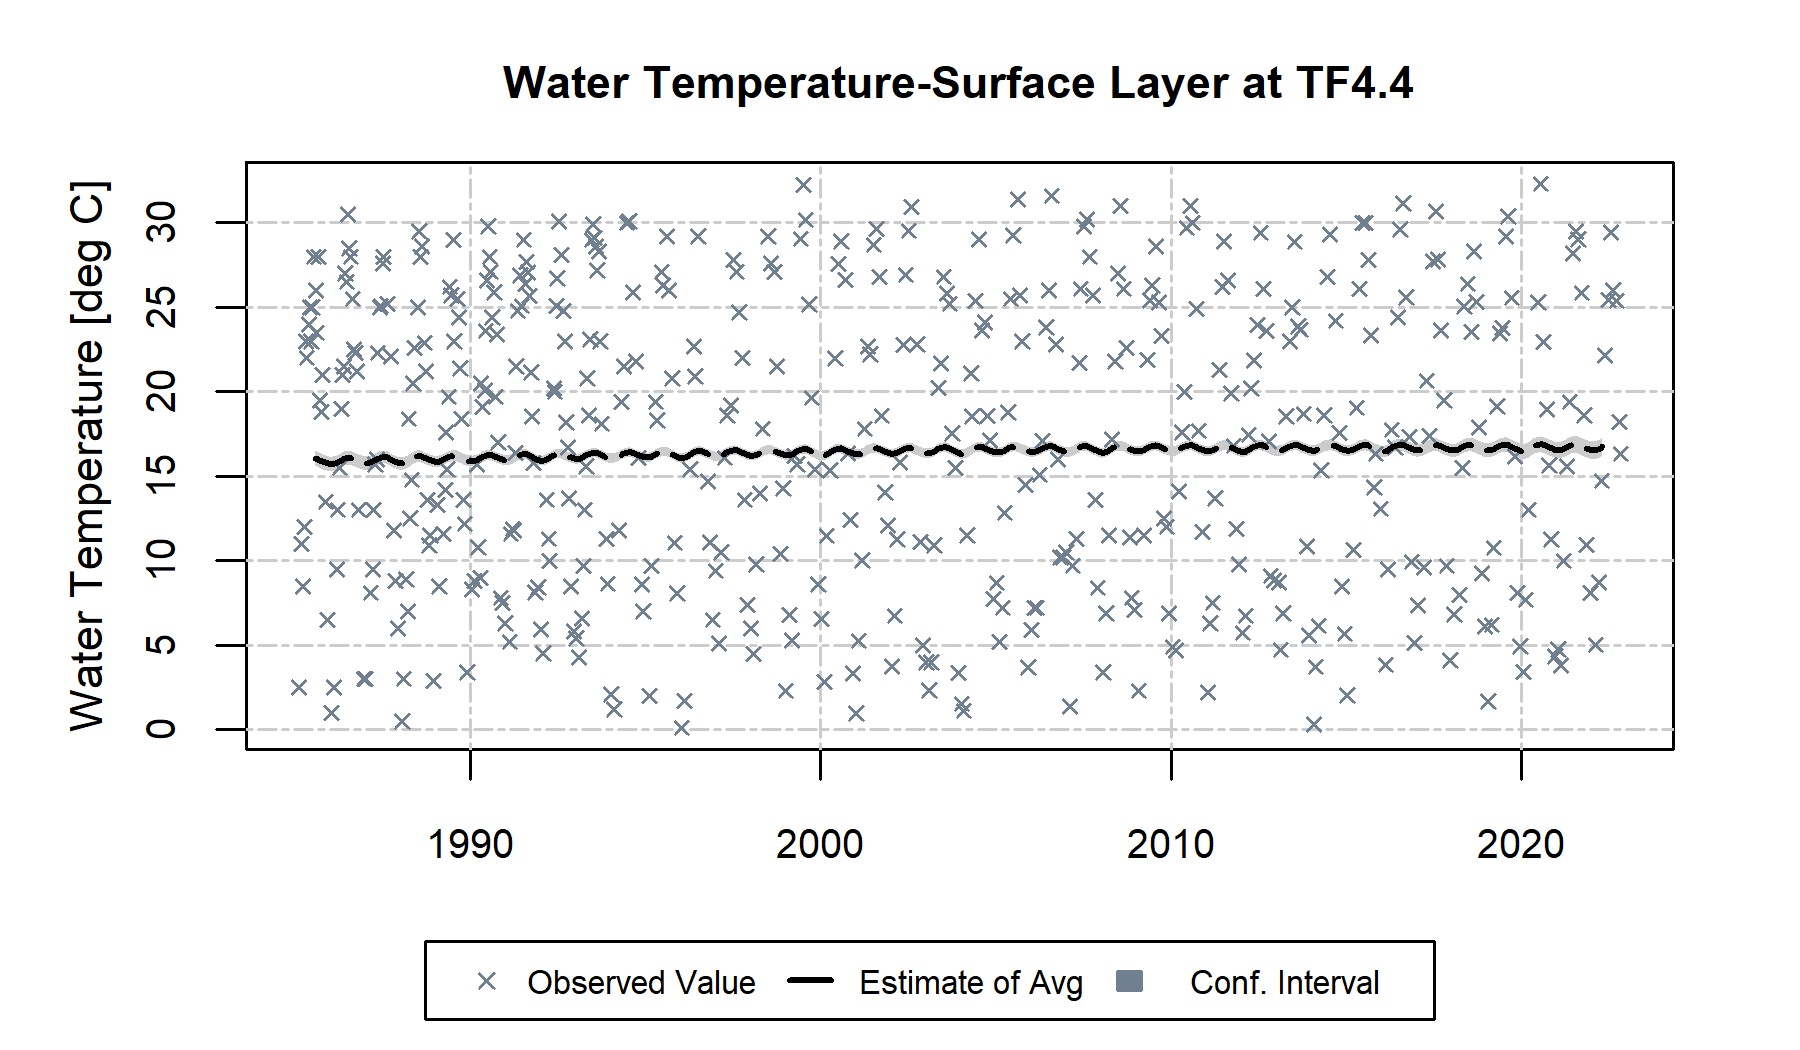 Water Temperature-Surface Layer at TF4.4
Water Temperature [deg C]
30
25
20
15
10
5
0
1990 2000 2010 2020
Observed Value Estimate of Avg Conf. Interval